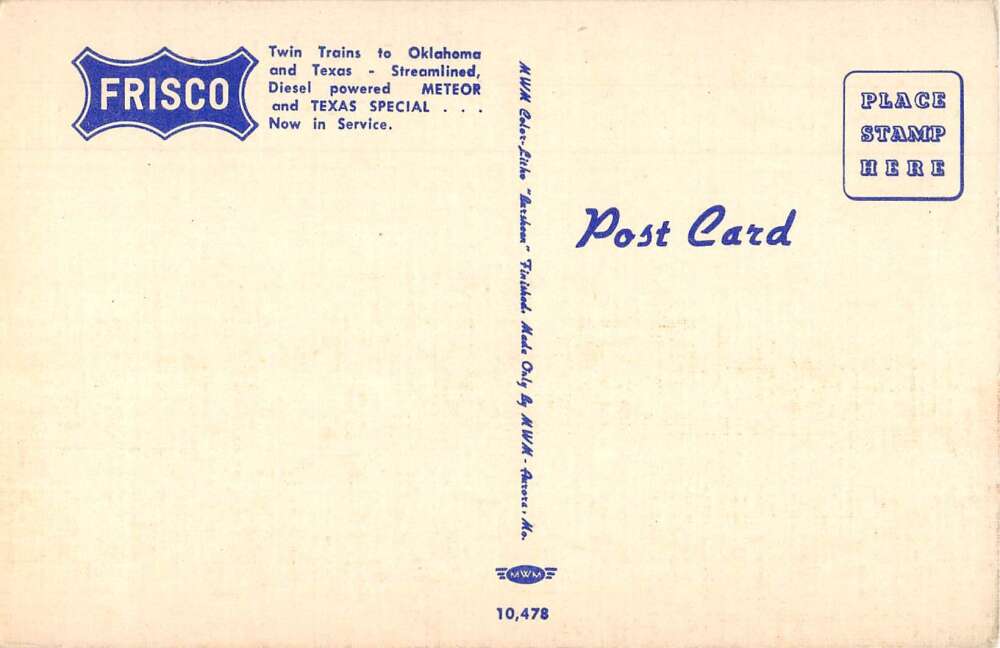 FRISCO
Twin Trains to Oklahoma
and Texas - Streamlined,
Diesel powered METEOR
and TEXAS SPECIAL . . .
Now in Service.
MWM Color-Litho "Dursheen" Finished. Made Only By MWM - Aurora, Mo.
PLACE
STAMP
HERE
Post Card
MWM
10,478